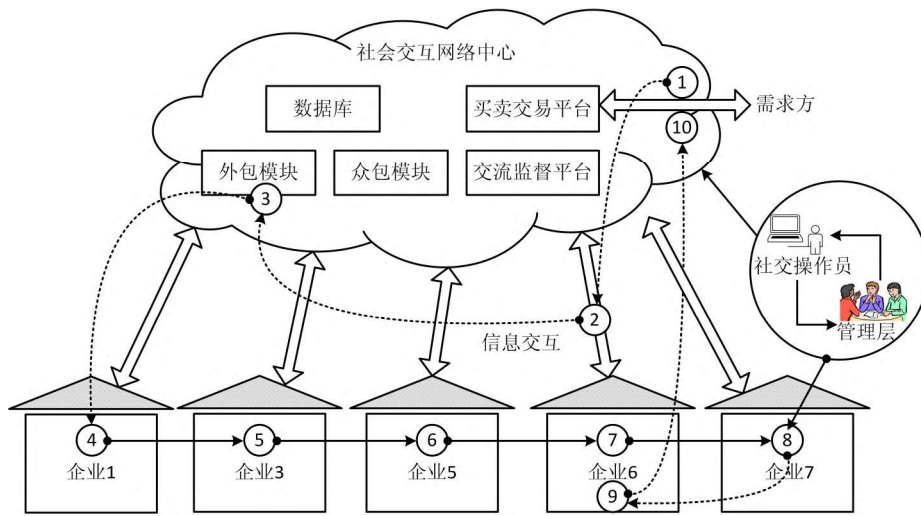 社会交互网络中心
1
数据库
买卖交易平台
需求方
10
外包模块
众包模块
交流监督平台
3
社交操作员
2
信息交互
管理层
4
5
6
7
8
企业1
企业3
企业5
企业6
企业7
9